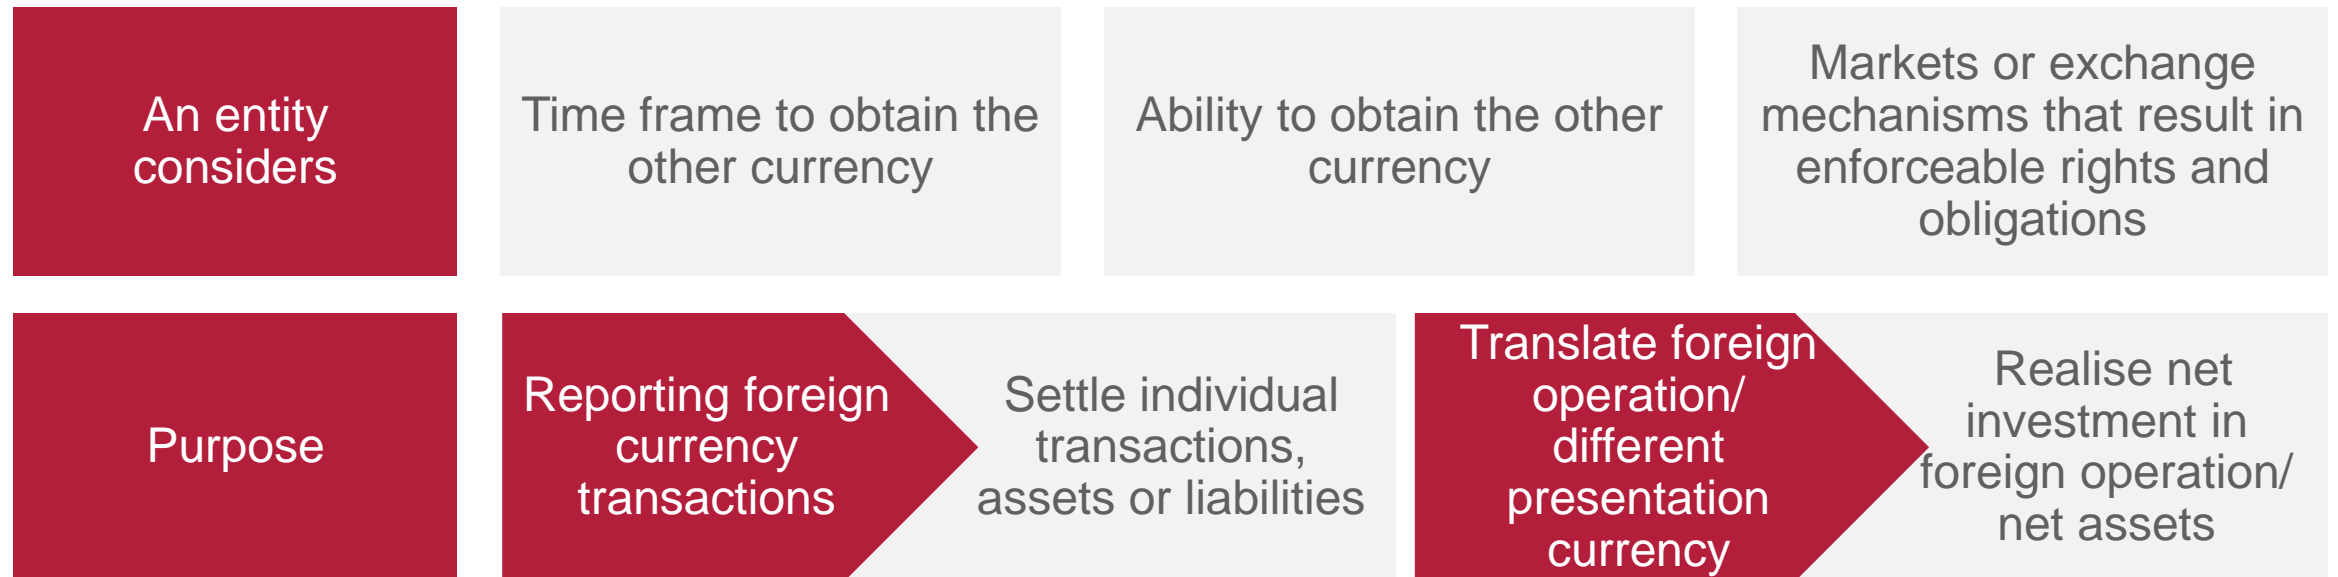 An entity
considers
Time frame to obtain the
other currency
Ability to obtain the other
currency
Markets or exchange
mechanisms that result in
enforceable rights and
obligations
Purpose
Reporting foreign
currency
transactions
Settle individual
transactions,
assets or liabilities
Translate foreign
operation/
different
presentation
currency
Realise net
investment in
foreign operation/
net assets